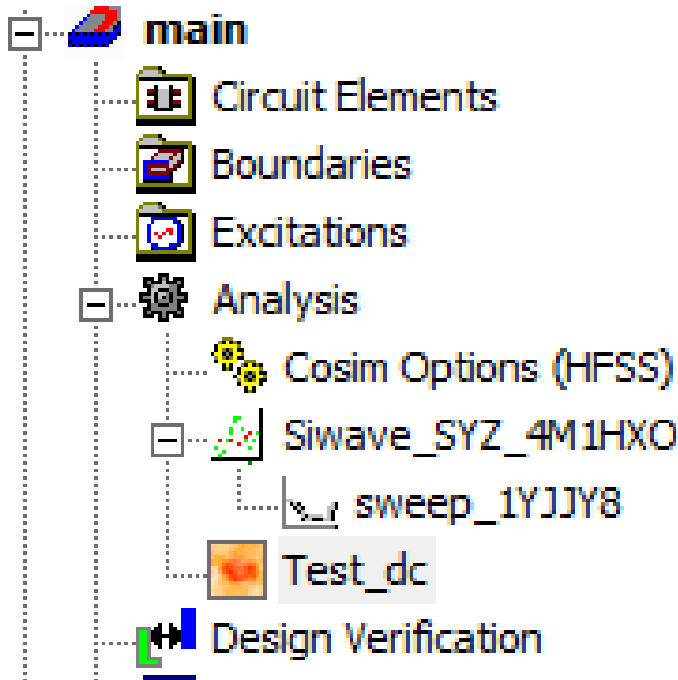 main
Circuit Elements
Boundaries
Excitations
Analysis
Cosim Options (HFSS)
Siwave_SYZ_4M1HXO
sweep_1YJJY8
Test_dc
Design Verification